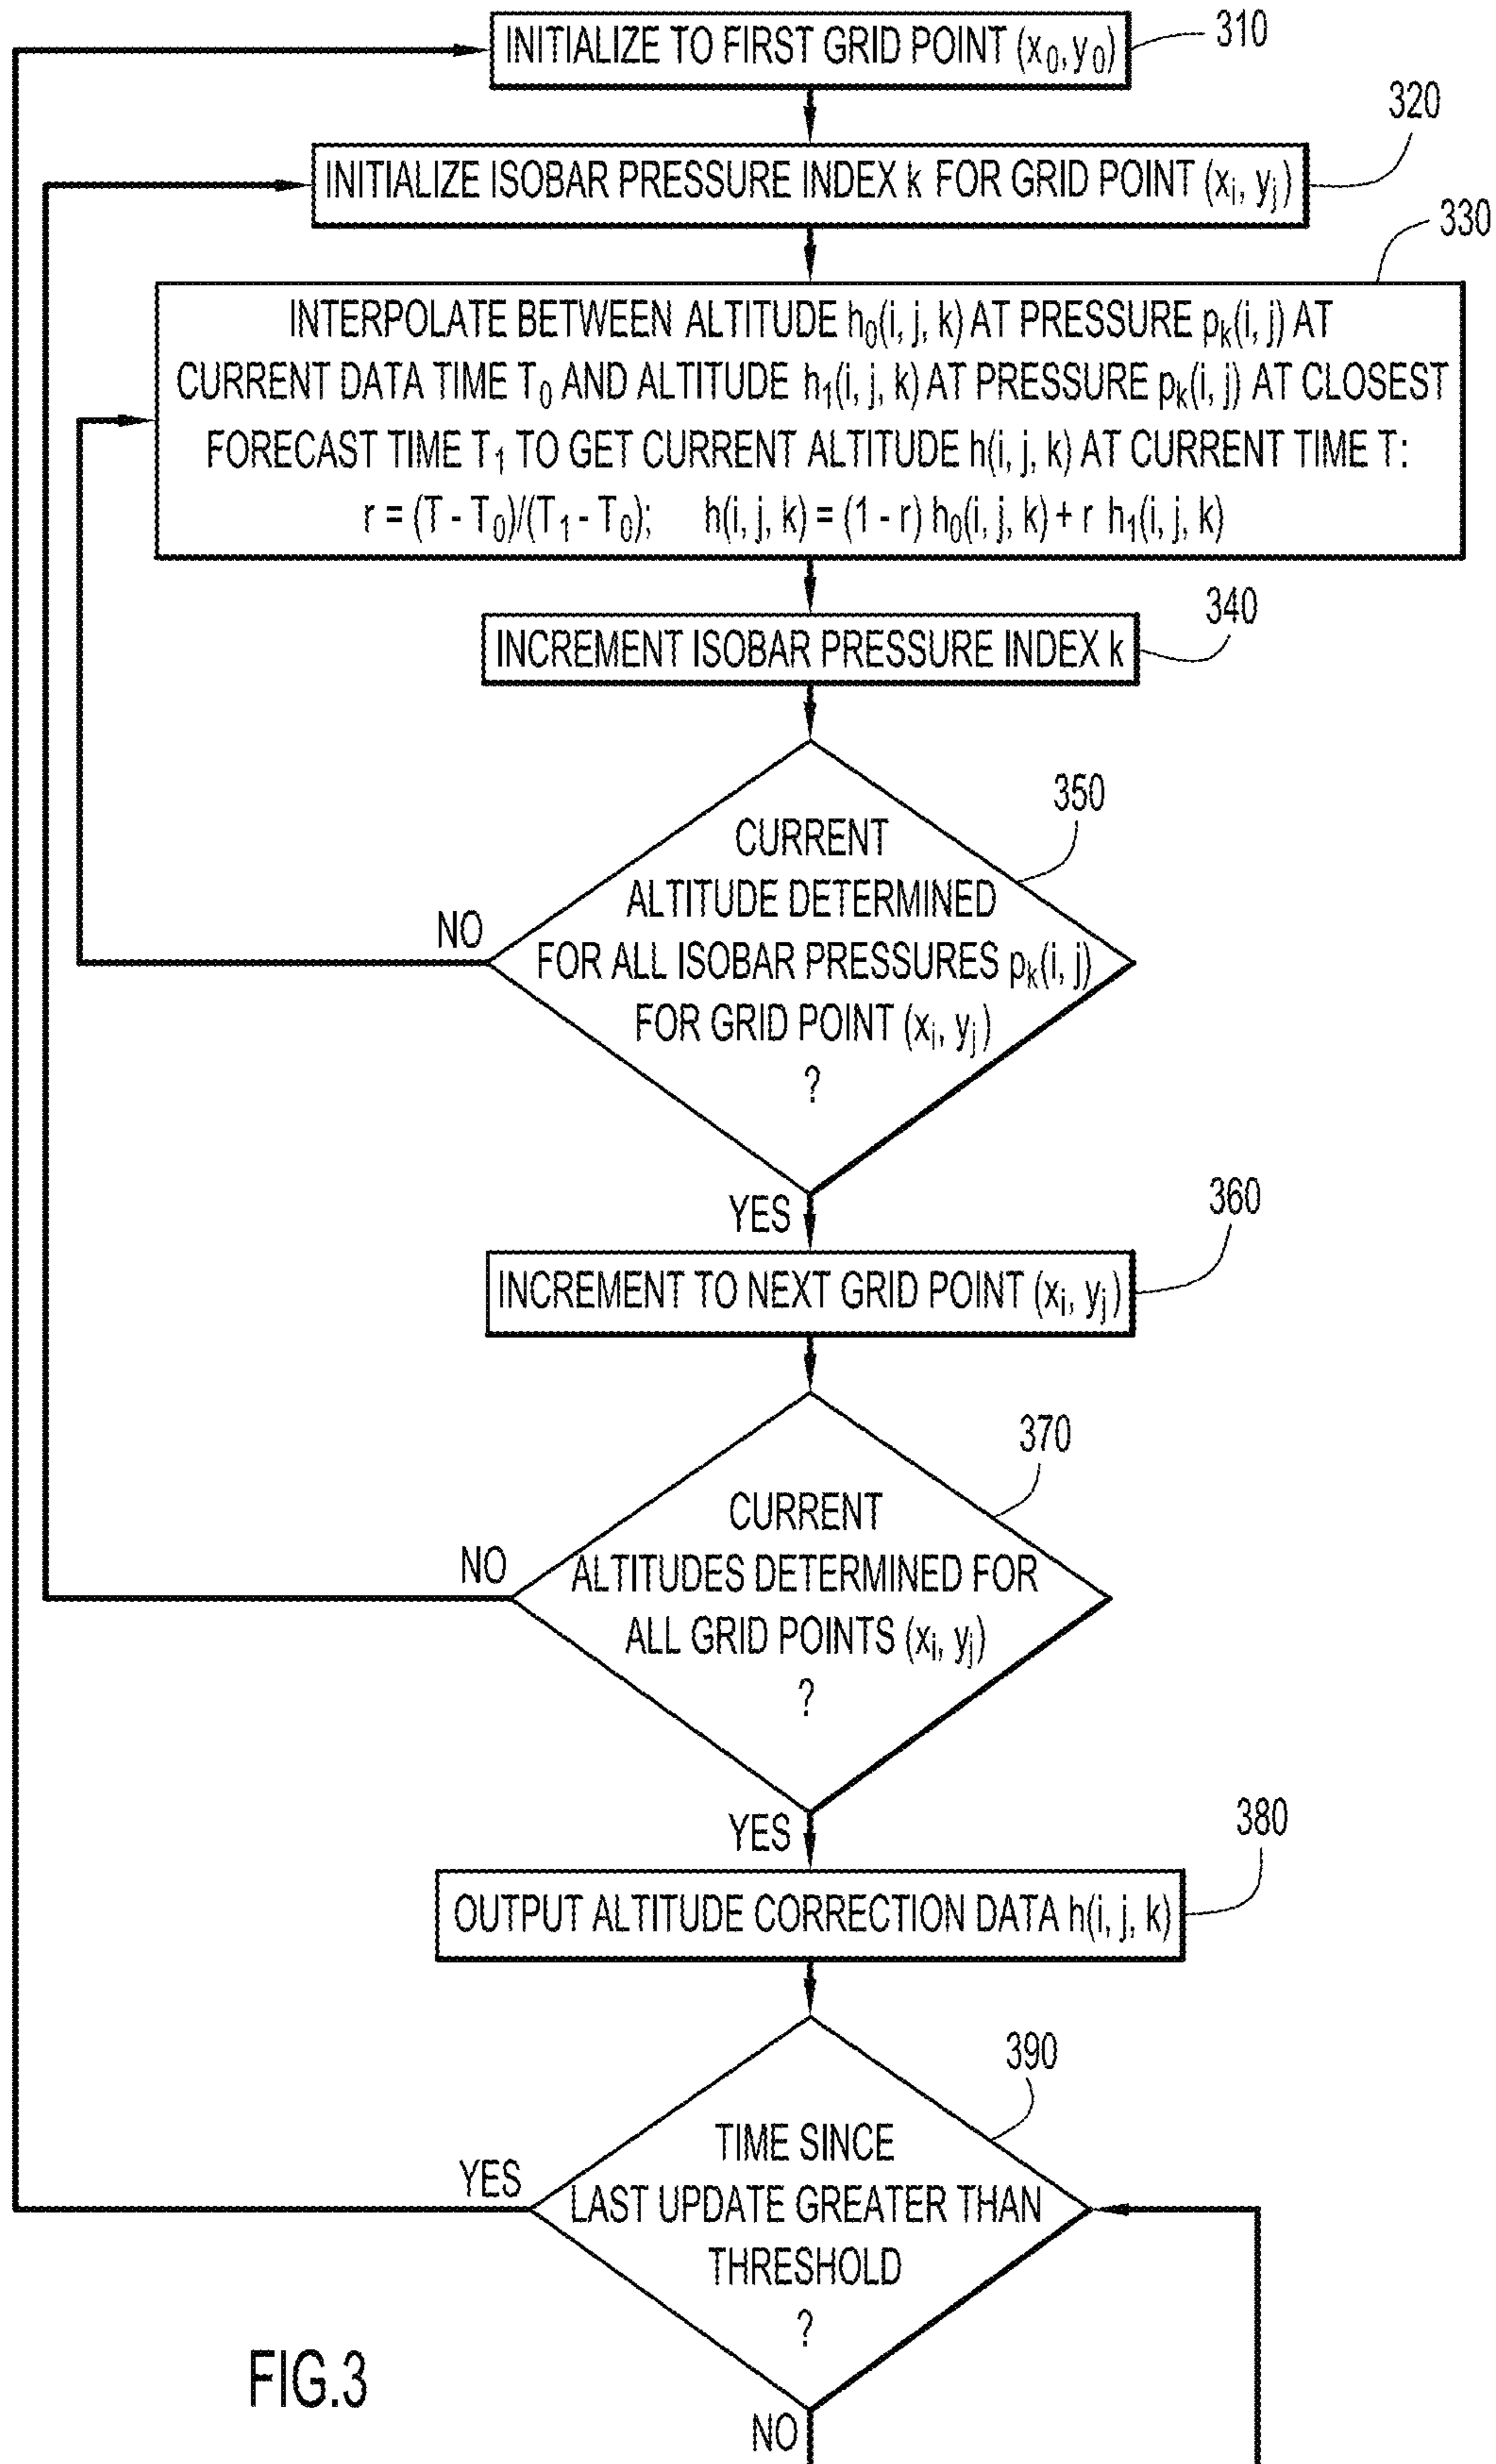 INITIALIZE TO FIRST GRID POINT (x₀, y₀)
310
320
INITIALIZE ISOBAR PRESSURE INDEX k FOR GRID POINT (xᵢ, yⱼ)
330
INTERPOLATE BETWEEN ALTITUDE h₀(i, j, k) AT PRESSURE pₖ(i, j) AT
CURRENT DATA TIME T₀ AND ALTITUDE h₁(i, j, k) AT PRESSURE pₖ(i, j) AT CLOSEST
FORECAST TIME T₁ TO GET CURRENT ALTITUDE h(i, j, k) AT CURRENT TIME T:
r = (T - T₀)/(T₁ - T₀); h(i, j, k) = (1 - r) h₀(i, j, k) + r h₁(i, j, k)
340
INCREMENT ISOBAR PRESSURE INDEX k
350
CURRENT
ALTITUDE DETERMINED
NO
FOR ALL ISOBAR PRESSURES pₖ(i, j)
FOR GRID POINT (xᵢ, yⱼ)
?
YES
360
INCREMENT TO NEXT GRID POINT (xᵢ, yⱼ)
370
CURRENT
NO
ALTITUDES DETERMINED FOR
ALL GRID POINTS (xᵢ, yⱼ)
?
YES
380
OUTPUT ALTITUDE CORRECTION DATA h(i, j, k)
390
TIME SINCE
YES
LAST UPDATE GREATER THAN
THRESHOLD
?
FIG.3
NO